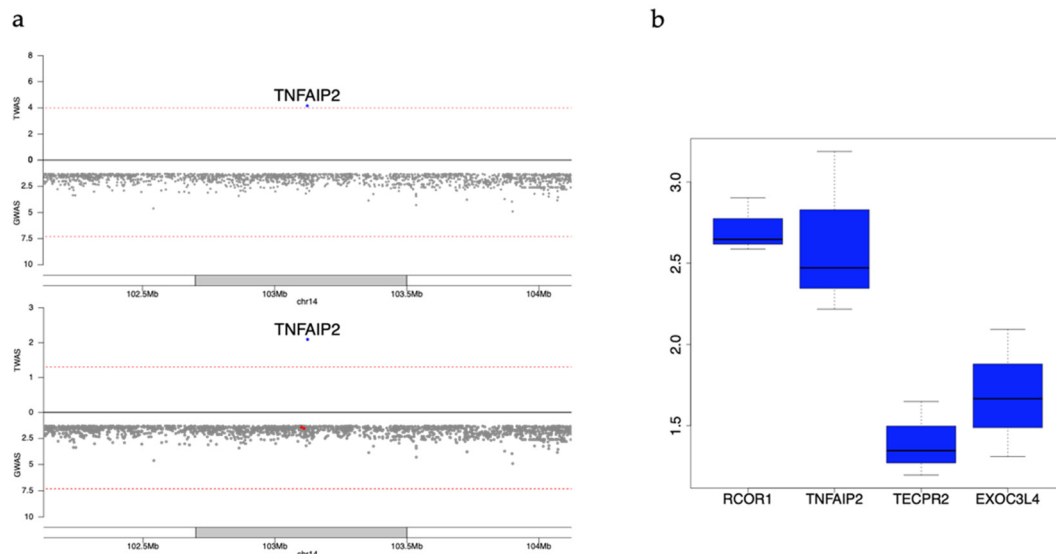 a
8
6
4
2
0
TWAS
TNFAIP2
2.5
5
7.5
10
GWAS
102.5Mb 103Mb 103.5Mb 104Mb
chr14
3
2
1
0
TWAS
TNFAIP2
2.5
5
7.5
10
GWAS
102.5Mb 103Mb 103.5Mb 104Mb
chr14
b
3.0
2.5
2.0
1.5
RCOR1 TNFAIP2 TECPR2 EXOC3L4